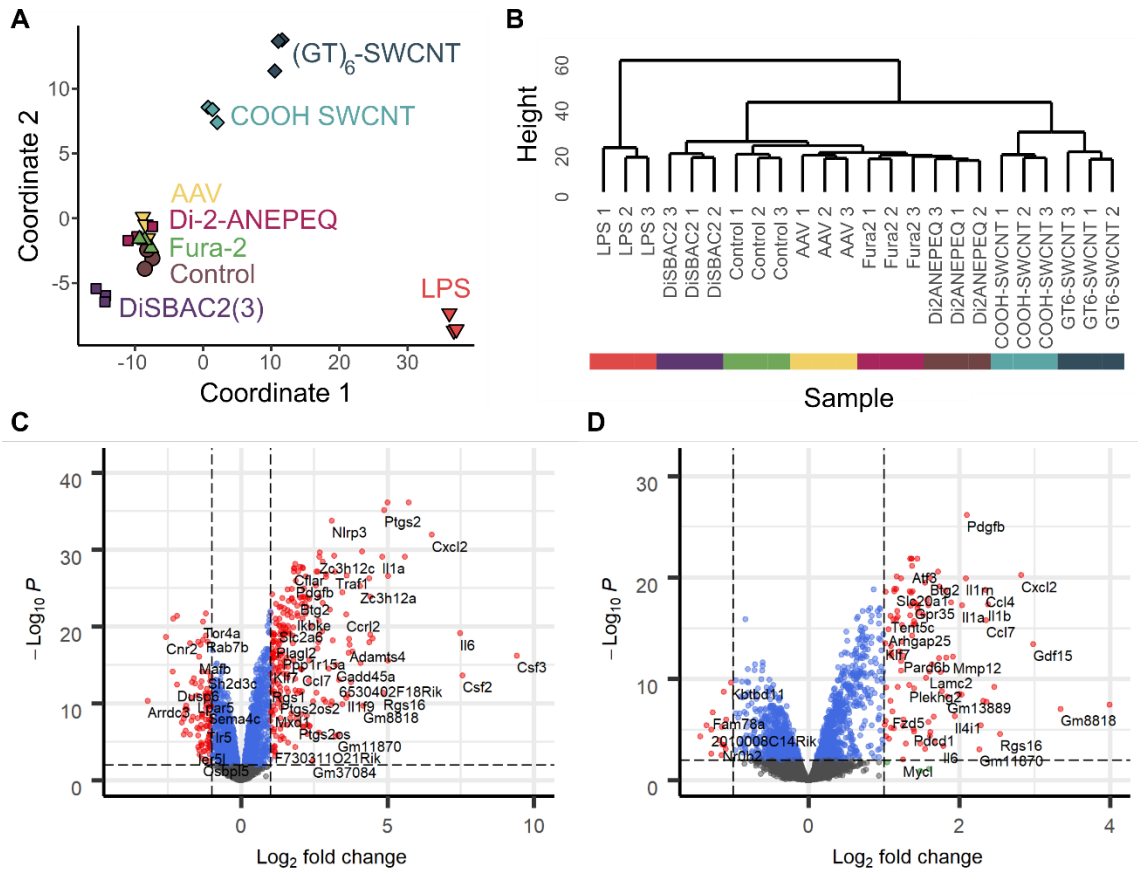 A
Coordinate 2
10
5
0
-5
(GT)6-SWCNT
COOH SWCNT
AAV
Di-2-ANEPEQ
Fura-2
Control
DiSBAC2(3)
LPS
-10 0 10 20 30
Coordinate 1
B
Height
0 20 40 60
LPS 1
LPS 2
LPS 3
DiSBAC2 3
DiSBAC2 1
DiSBAC2 2
Control 1
Control 2
Control 3
AAV 1
AAV 2
AAV 3
Fura2 1
Fura2 2
Fura2 3
Di2ANEPEQ 3
Di2ANEPEQ 1
Di2ANEPEQ 2
COOH-SWCNT 1
COOH-SWCNT 2
COOH-SWCNT 3
GT6-SWCNT 3
GT6-SWCNT 1
GT6-SWCNT 2
Sample
C
− Log10 P
40
30
20
10
0
Ptgs2
Nlrp3
Cxcl2
Zc3h12c Il1a
Cflar Traf1
Pdgfb
Zc3h12a
Btg2
Ikbke Ccrl2
Tor4a Slc2a6 Il6
Rab7b
Cnr2 Plagl2 Adamts4
Ppp1r15a Csf3
Mafb Gadd45a
Klf7 Ccl7
Sh2d3c Csf2
6530402F18Rik
Dusp6 Rgs1
Lpar5 Ptgs2os2 Il1f9 Rgs16
Arrdc3 Gm8818
Sema4c Mxd1
Ptgs2os
Tlr5
Gm11870
Ier5l F730311O21Rik
Osbpl5 Gm37084
0 5 10
Log2 fold change
D
− Log10 P
30
20
10
0
Pdgfb
Atf3 Cxcl2
Btg2 Il1rn
Slc20a1 Ccl4
Gpr35 Il1a Il1b
Tent5c Ccl7
Arhgap25
Klf7 Gdf15
Pard6b Mmp12
Lamc2
Kbtbd11 Plekhg2
Gm13889
Fam78a Fzd5 Il4i1 Gm8818
2010008C14Rik Pdcd1 Rgs16
Nr0b2 Il6 Gm11870
Mycl
0 2 4
Log2 fold change